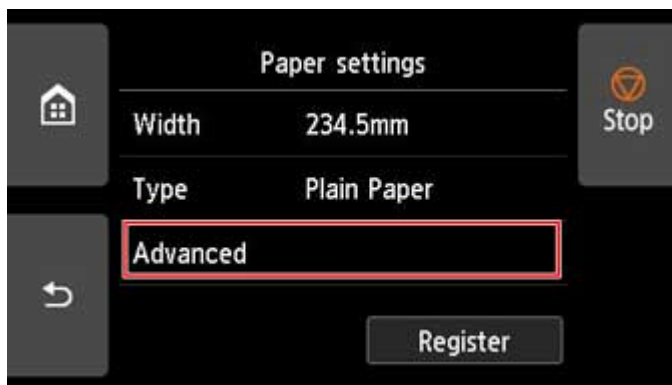 Paper settings
Width 234.5mm
Stop
Type Plain Paper
Advanced
Register